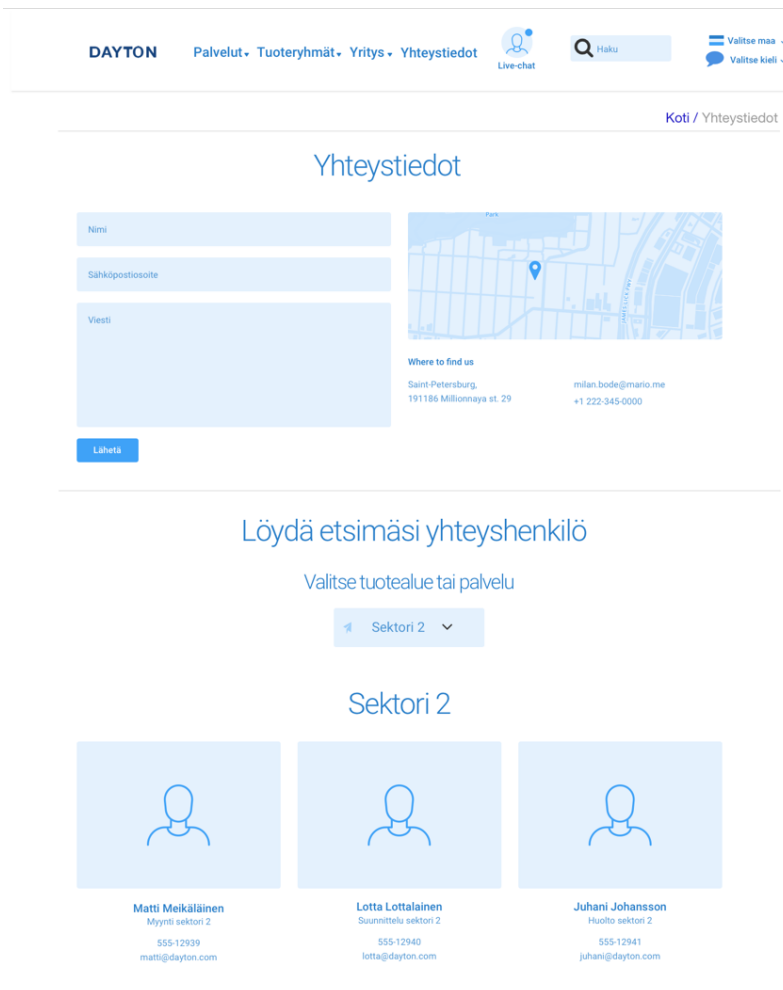 DAYTON
Palvelut Tuoteryhmät Yritys Yhteystiedot
Live-chat
Haku
Valitse maa
Valitse kieli
Koti / Yhteystiedot
Yhteystiedot
Nimi
Sähköpostiosoite
Viesti
Lähetä
Park
JAMES LICK FWY
Where to find us
Saint-Petersburg,
191186 Millionnaya st. 29
milan.bode@mario.me
+1 222-345-0000
Löydä etsimäsi yhteyshenkilö
Valitse tuotealue tai palvelu
Sektori 2
Sektori 2
Matti Meikäläinen
Myynti sektori 2
555-12939
matti@dayton.com
Lotta Lottalainen
Suunnittelu sektori 2
555-12940
lotta@dayton.com
Juhani Johansson
Huolto sektori 2
555-12941
juhani@dayton.com